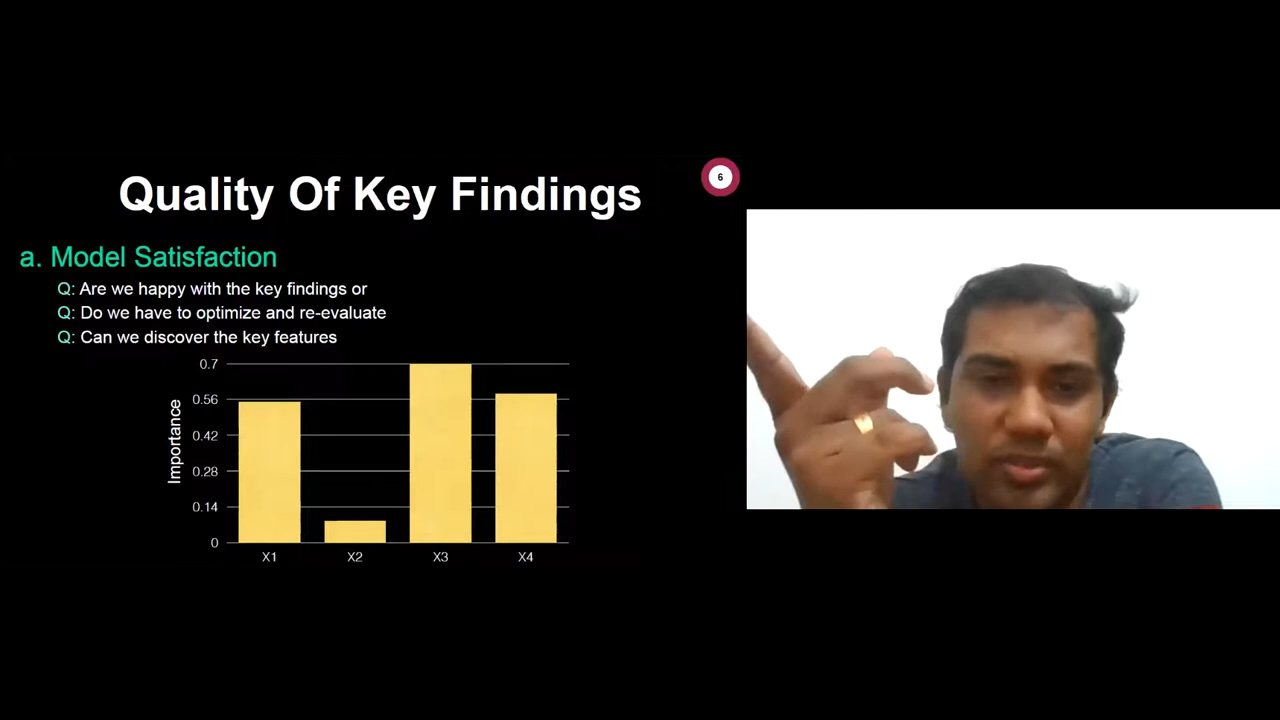 Quality Of Key Findings
6
a. Model Satisfaction
Q: Are we happy with the key findings or
Q: Do we have to optimize and re-evaluate
Q: Can we discover the key features
Importance
0.7
0.56
0.42
0.28
0.14
0
X1 X2 X3 X4